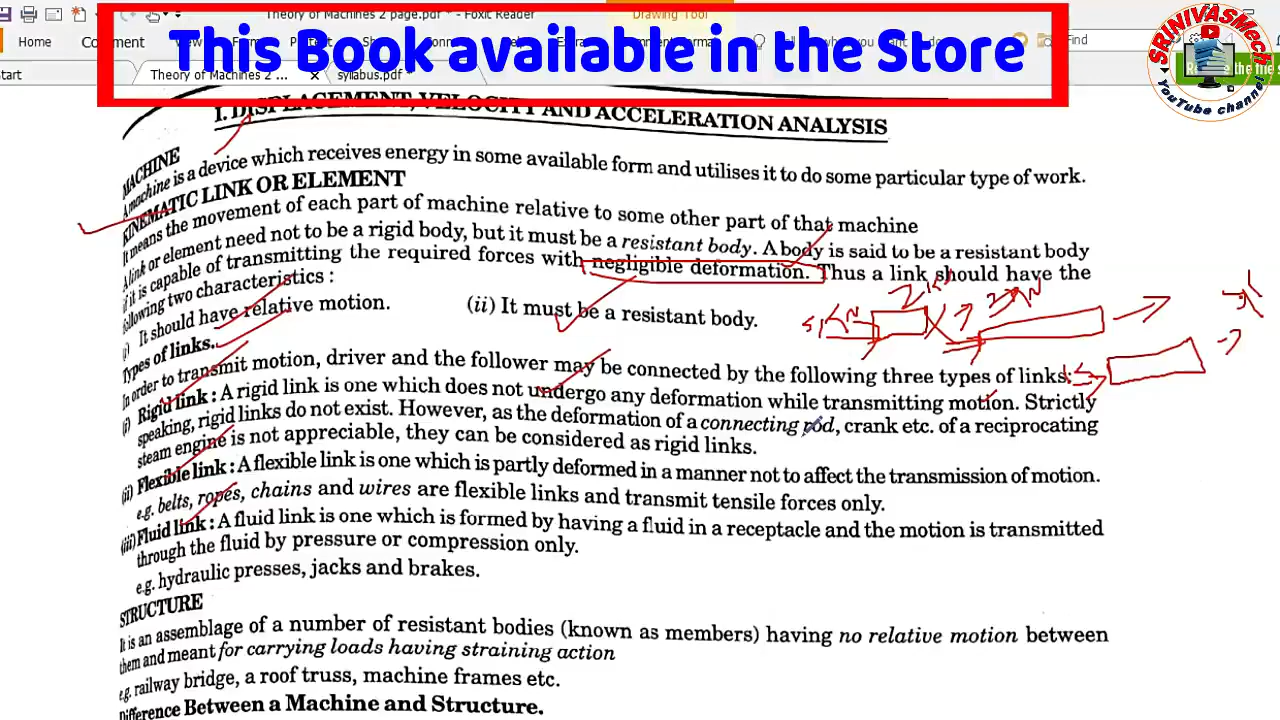 Theory of Machines 2 page.pdf * - Foxit Reader
Drawing Tool
Home Comment View Form Protect Share Find
This Book available in the Store
SRINIVASMech
YouTube channel
Start Theory of Machines 2 ... × syllabus.pdf *
I. DISPLACEMENT, VELOCITY AND ACCELERATION ANALYSIS
MACHINE
A machine is a device which receives energy in some available form and utilises it to do some particular type of work.
KINEMATIC LINK OR ELEMENT
It means the movement of each part of machine relative to some other part of that machine
A link or element need not to be a rigid body, but it must be a resistant body. A body is said to be a resistant body
if it is capable of transmitting the required forces with negligible deformation. Thus a link should have the
following two characteristics :
(i) It should have relative motion. (ii) It must be a resistant body.
Types of links.
In order to transmit motion, driver and the follower may be connected by the following three types of links:
(i) Rigid link : A rigid link is one which does not undergo any deformation while transmitting motion. Strictly
speaking, rigid links do not exist. However, as the deformation of a connecting rod, crank etc. of a reciprocating
steam engine is not appreciable, they can be considered as rigid links.
(ii) Flexible link : A flexible link is one which is partly deformed in a manner not to affect the transmission of motion.
e.g. belts, ropes, chains and wires are flexible links and transmit tensile forces only.
(iii) Fluid link : A fluid link is one which is formed by having a fluid in a receptacle and the motion is transmitted
through the fluid by pressure or compression only.
e.g. hydraulic presses, jacks and brakes.
STRUCTURE
It is an assemblage of a number of resistant bodies (known as members) having no relative motion between
them and meant for carrying loads having straining action
e.g. railway bridge, a roof truss, machine frames etc.
Difference Between a Machine and Structure.